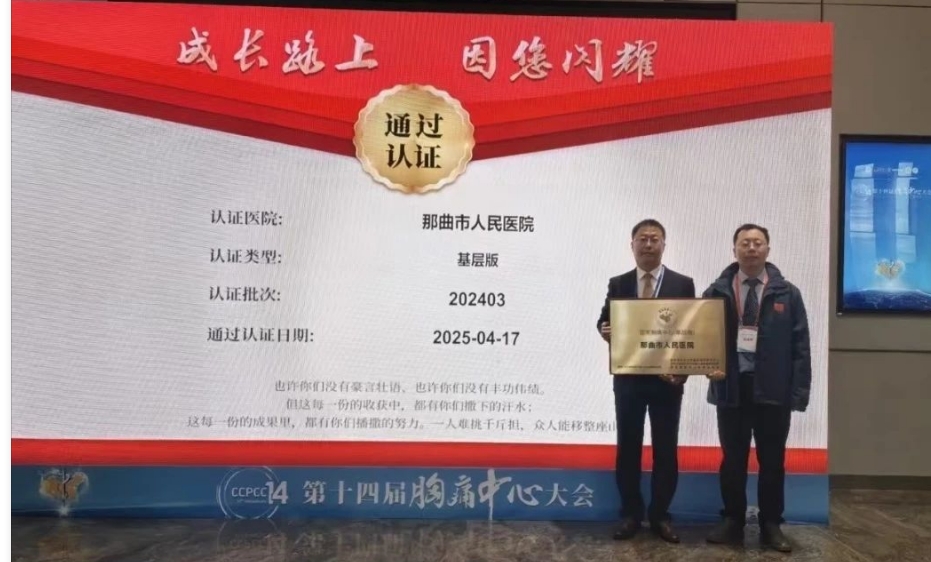 成长路上 因您闪耀
通过
认证
认证医院: 那曲市人民医院
认证类型: 基层版
认证批次: 202403
通过认证日期: 2025-04-17
也许你们没有豪言壮语，也许你们没有丰功伟绩。
但这每一份的收获中，都有你们撒下的汗水；
这每一份的成果里，都有你们播撒的努力。一人难挑千斤担，众人能移整座山
CCPCC 14 第十四届胸痛中心大会
那曲市人民医院